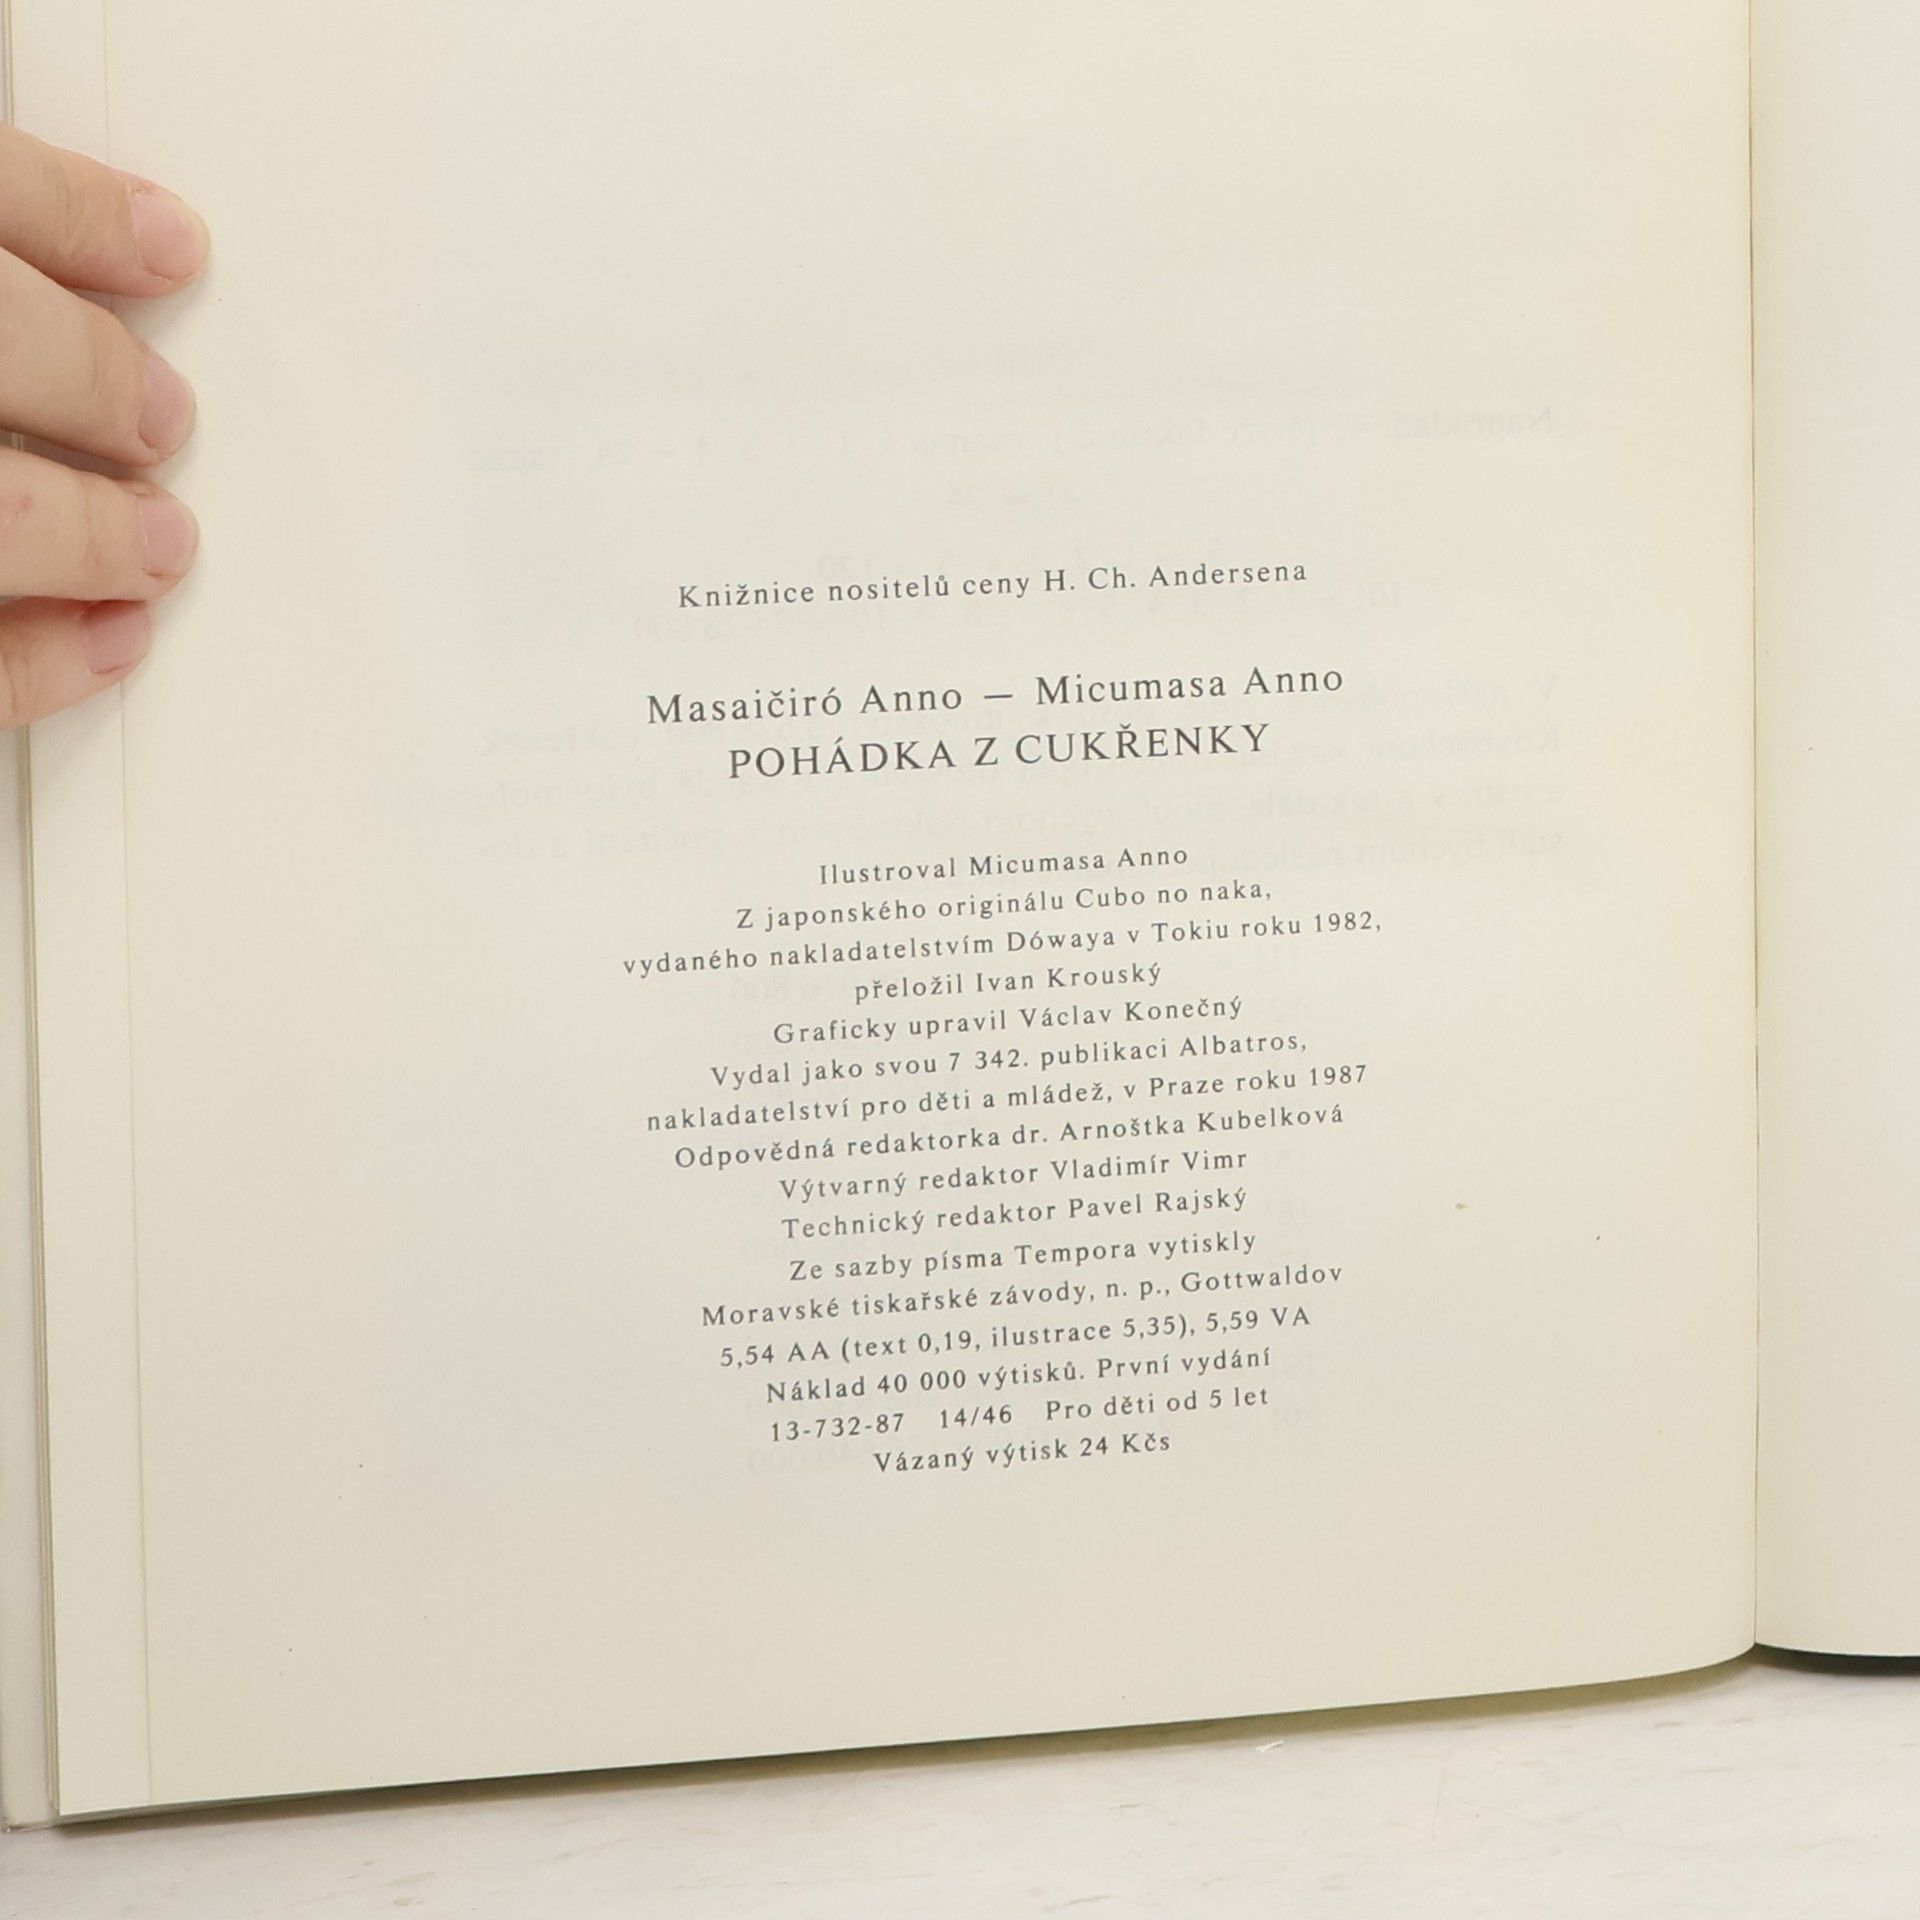 Knižnice nositelů ceny H. Ch. Andersena
Masaičiró Anno — Micumasa Anno
POHÁDKA Z CUKŘENKY
Ilustroval Micumasa Anno
Z japonského originálu Cubo no naka,
vydaného nakladatelstvím Dówaya v Tokiu roku 1982,
přeložil Ivan Krouský
Graficky upravil Václav Konečný
Vydal jako svou 7 342. publikaci Albatros,
nakladatelství pro děti a mládež, v Praze roku 1987
Odpovědná redaktorka dr. Arnoštka Kubelková
Výtvarný redaktor Vladimír Vimr
Technický redaktor Pavel Rajský
Ze sazby písma Tempora vytiskly
Moravské tiskařské závody, n. p., Gottwaldov
5,54 AA (text 0,19, ilustrace 5,35), 5,59 VA
Náklad 40 000 výtisků. První vydání
13-732-87 14/46 Pro děti od 5 let
Vázaný výtisk 24 Kčs